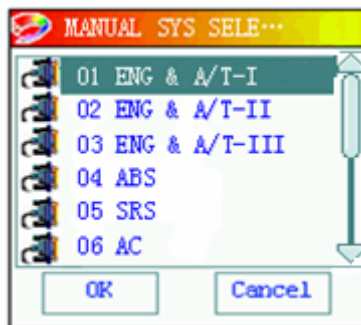 MANUAL SYS SELE···
01 ENG & A/T-I
02 ENG & A/T-II
03 ENG & A/T-III
04 ABS
05 SRS
06 AC
OK Cancel